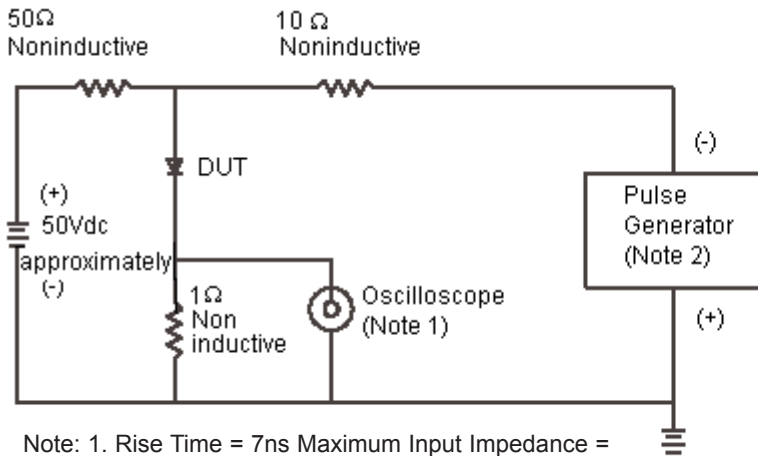 50Ω
Noninductive
10 Ω
Noninductive
DUT
(+)
50Vdc
approximately
(-)
1Ω
Non
inductive
Oscilloscope
(Note 1)
(-)
Pulse
Generator
(Note 2)
(+)
Note: 1. Rise Time = 7ns Maximum Input Impedance =